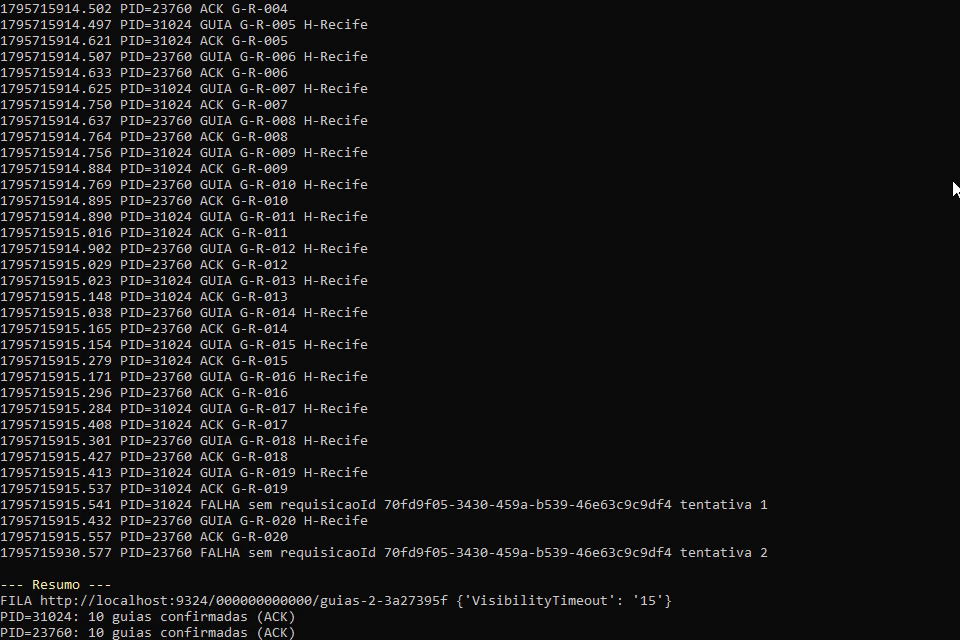 1795715914.502 PID=23760 ACK G-R-004
1795715914.497 PID=31024 GUIA G-R-005 H-Recife
1795715914.621 PID=31024 ACK G-R-005
1795715914.507 PID=23760 GUIA G-R-006 H-Recife
1795715914.633 PID=23760 ACK G-R-006
1795715914.625 PID=31024 GUIA G-R-007 H-Recife
1795715914.750 PID=31024 ACK G-R-007
1795715914.637 PID=23760 GUIA G-R-008 H-Recife
1795715914.764 PID=23760 ACK G-R-008
1795715914.756 PID=31024 GUIA G-R-009 H-Recife
1795715914.884 PID=31024 ACK G-R-009
1795715914.769 PID=23760 GUIA G-R-010 H-Recife
1795715914.895 PID=23760 ACK G-R-010
1795715914.890 PID=31024 GUIA G-R-011 H-Recife
1795715915.016 PID=31024 ACK G-R-011
1795715914.902 PID=23760 GUIA G-R-012 H-Recife
1795715915.029 PID=23760 ACK G-R-012
1795715915.023 PID=31024 GUIA G-R-013 H-Recife
1795715915.148 PID=31024 ACK G-R-013
1795715915.038 PID=23760 GUIA G-R-014 H-Recife
1795715915.165 PID=23760 ACK G-R-014
1795715915.154 PID=31024 GUIA G-R-015 H-Recife
1795715915.279 PID=31024 ACK G-R-015
1795715915.171 PID=23760 GUIA G-R-016 H-Recife
1795715915.296 PID=23760 ACK G-R-016
1795715915.284 PID=31024 GUIA G-R-017 H-Recife
1795715915.408 PID=31024 ACK G-R-017
1795715915.301 PID=23760 GUIA G-R-018 H-Recife
1795715915.427 PID=23760 ACK G-R-018
1795715915.413 PID=31024 GUIA G-R-019 H-Recife
1795715915.537 PID=31024 ACK G-R-019
1795715915.541 PID=31024 FALHA sem requisicaoId 70fd9f05-3430-459a-b539-46e63c9c9df4 tentativa 1
1795715915.432 PID=23760 GUIA G-R-020 H-Recife
1795715915.557 PID=23760 ACK G-R-020
1795715930.577 PID=23760 FALHA sem requisicaoId 70fd9f05-3430-459a-b539-46e63c9c9df4 tentativa 2
--- Resumo ---
FILA http://localhost:9324/000000000000/guias-2-3a27395f {'VisibilityTimeout': '15'}
PID=31024: 10 guias confirmadas (ACK)
PID=23760: 10 guias confirmadas (ACK)